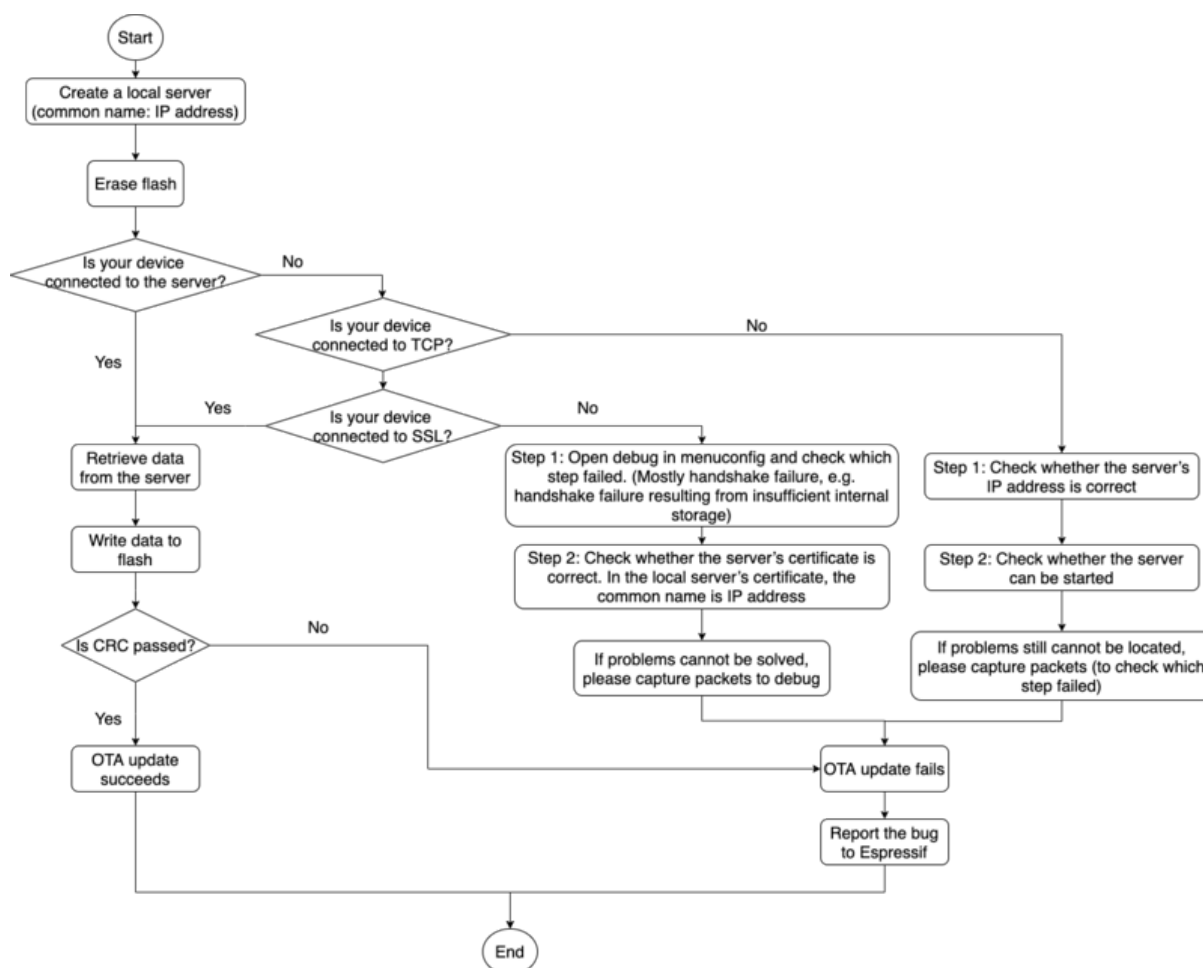 Start
Create a local server
(common name: IP address)
Erase flash
Is your device
connected to the server?
No
Is your device
connected to TCP?
No
Yes
Yes
Is your device
connected to SSL?
No
Retrieve data
from the server
Step 1: Open debug in menuconfig and check which
step failed. (Mostly handshake failure, e.g.
handshake failure resulting from insufficient internal
storage)
Step 1: Check whether the server's
IP address is correct
Write data to
flash
Step 2: Check whether the server's certificate is
correct. In the local server's certificate, the
common name is IP address
Step 2: Check whether the server
can be started
Is CRC passed?
No
If problems cannot be solved,
please capture packets to debug
If problems still cannot be located,
please capture packets (to check which
step failed)
Yes
OTA update
succeeds
OTA update fails
Report the bug
to Espressif
End